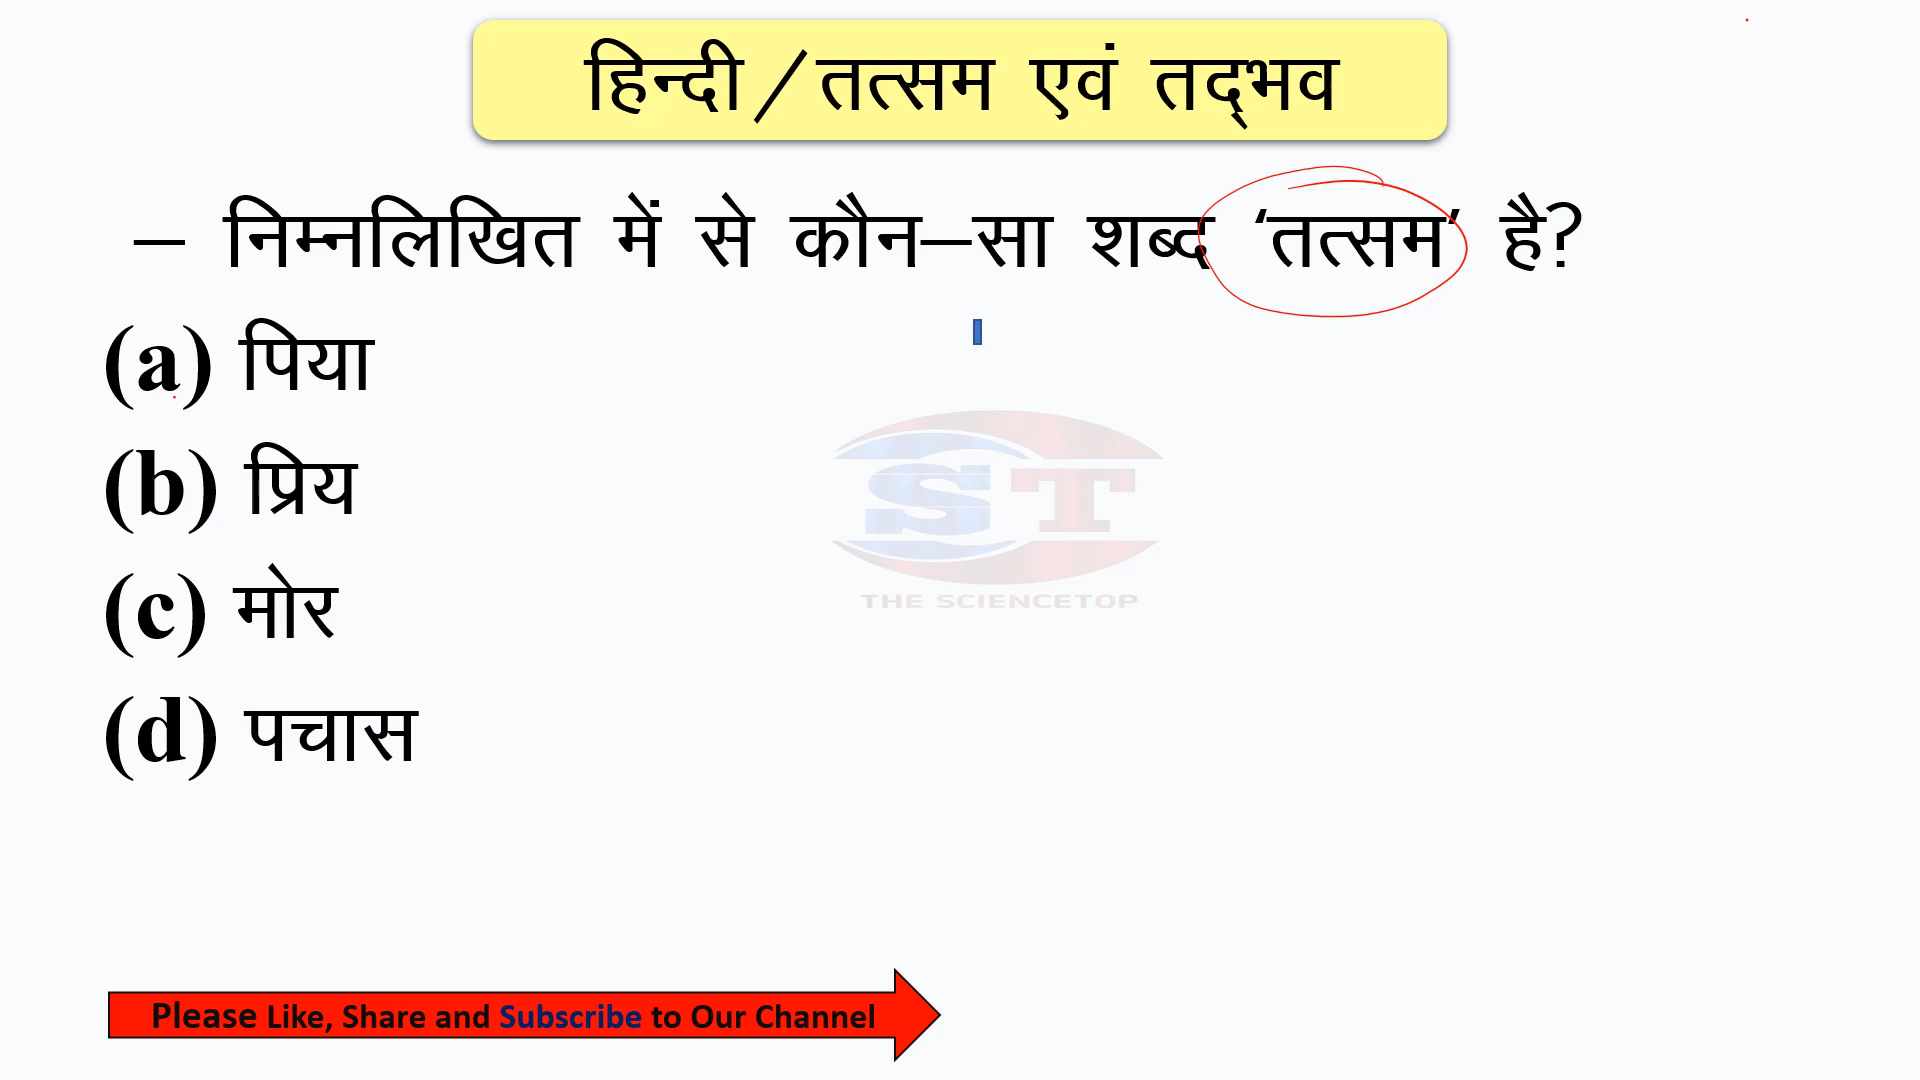 हिन्दी/तत्सम एवं तद्भव
– निम्नलिखित में से कौन–सा शब्द ‘तत्सम’ है?
(a) पिया
(b) प्रिय
(c) मोर
(d) पचास
ST
THE SCIENCETOP
Please Like, Share and Subscribe to Our Channel